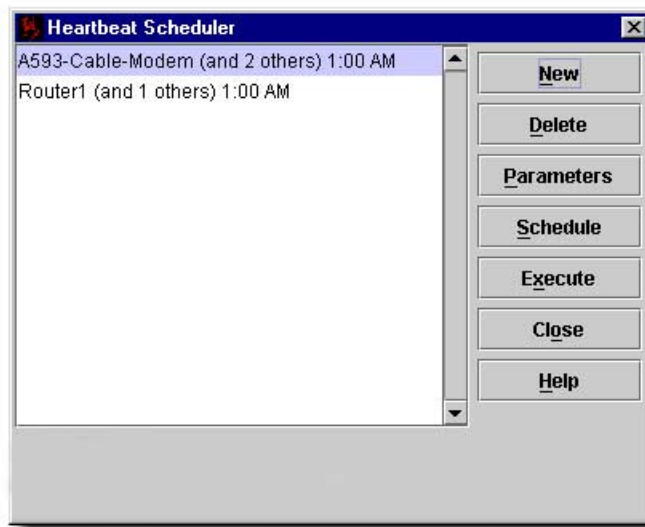 Heartbeat Scheduler
A593-Cable-Modem (and 2 others) 1:00 AM
Router1 (and 1 others) 1:00 AM
New
Delete
Parameters
Schedule
Execute
Close
Help